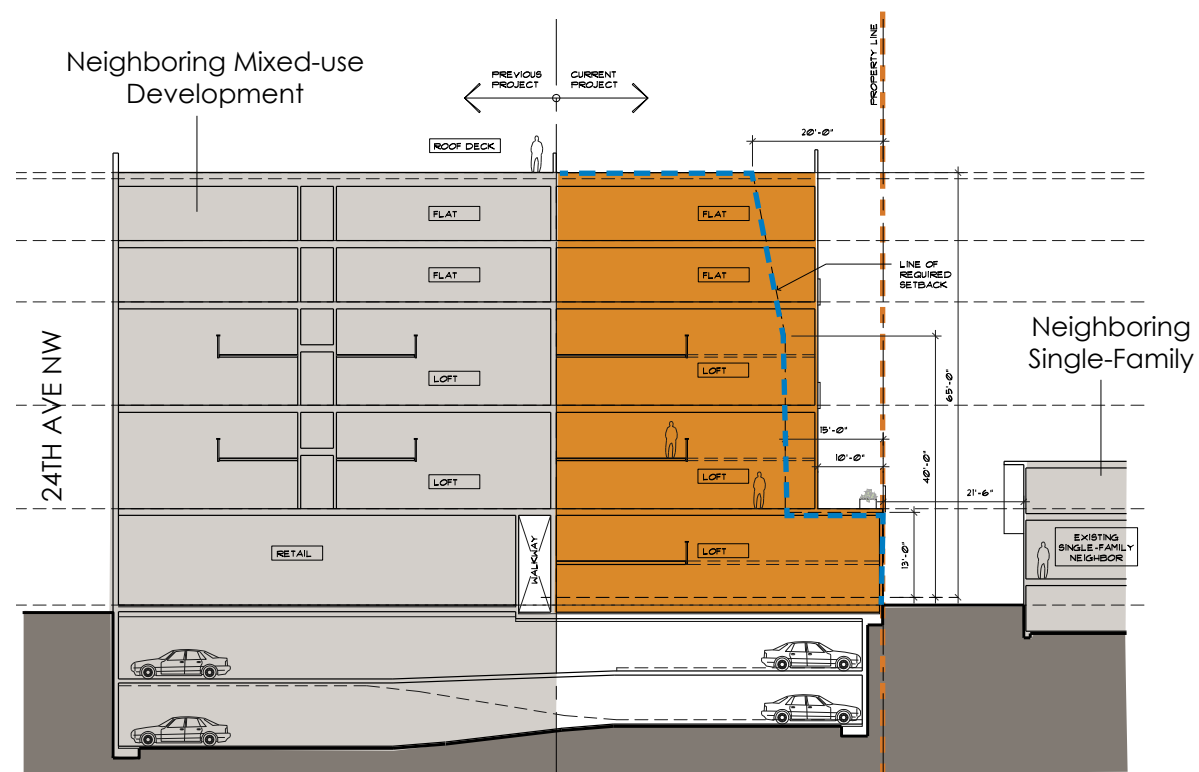 Neighboring Mixed-use
Development
PREVIOUS
PROJECT
CURRENT
PROJECT
PROPERTY LINE
20'-0"
ROOF DECK
FLAT
FLAT
FLAT
FLAT
LINE OF
REQUIRED
SETBACK
24TH AVE NW
Neighboring
Single-Family
LOFT
LOFT
65'-0"
15'-0"
10'-0"
40'-0"
LOFT
LOFT
21'-6"
RETAIL
WALKWAY
LOFT
13'-0"
EXISTING
SINGLE-FAMILY
NEIGHBOR